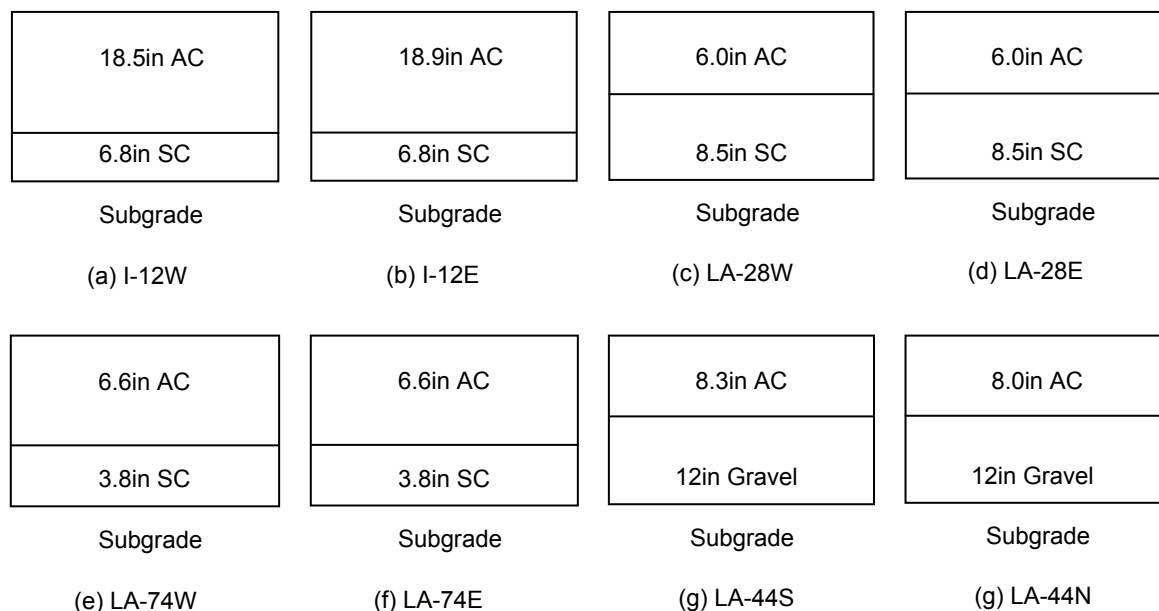 18.5in AC
6.8in SC
Subgrade
(a) I-12W
18.9in AC
6.8in SC
Subgrade
(b) I-12E
6.0in AC
8.5in SC
Subgrade
(c) LA-28W
6.0in AC
8.5in SC
Subgrade
(d) LA-28E
6.6in AC
3.8in SC
Subgrade
(e) LA-74W
6.6in AC
3.8in SC
Subgrade
(f) LA-74E
8.3in AC
12in Gravel
Subgrade
(g) LA-44S
8.0in AC
12in Gravel
Subgrade
(g) LA-44N